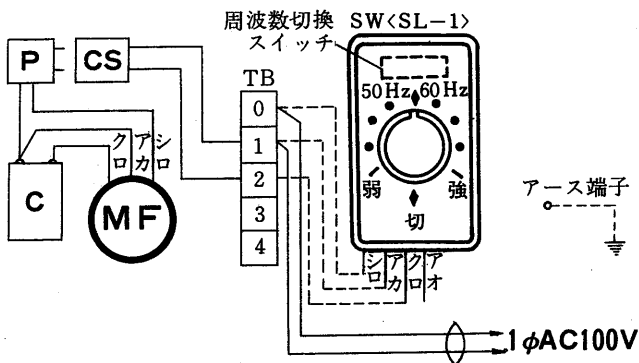 周波数切換
スイッチ
SW<SL-1>
P
CS
TB
0
1
2
3
4
50Hz
60Hz
弱
強
切
クロ
アカ
シロ
C
MF
シロ
アカ
クロ
アオ
アース端子
1φAC100V